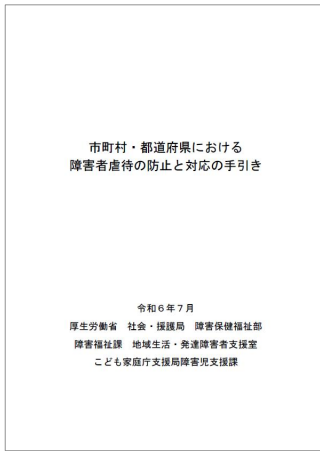 市町村・都道府県における
障害者虐待の防止と対応の手引き
令和６年７月
厚生労働省　社会・援護局　障害保健福祉部
障害福祉課　地域生活・発達障害者支援室
こども家庭庁支援局障害児支援課